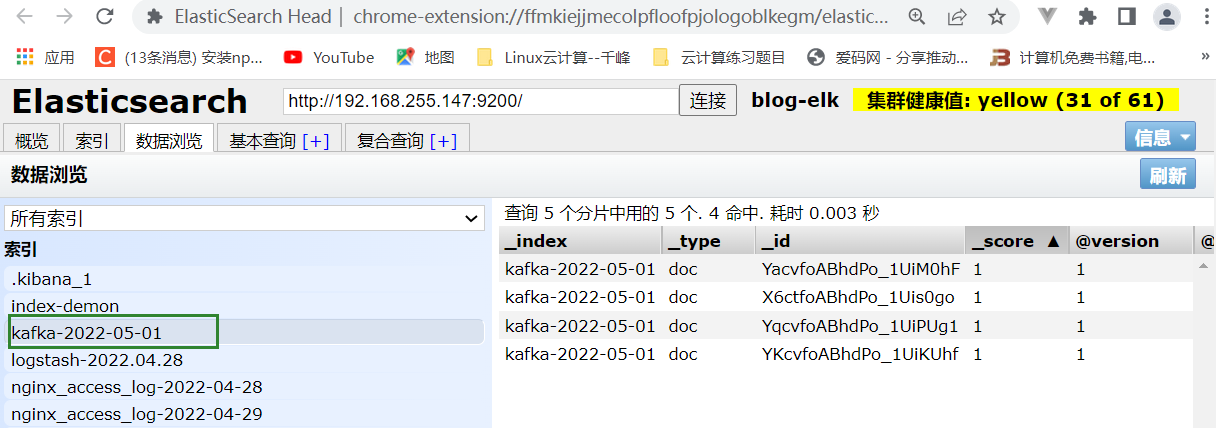 ElasticSearch Head | chrome-extension://ffmkiejjmecolpfloofpjologoblkegm/elastic...
应用 (13条消息) 安装np... YouTube 地图 Linux云计算--千峰 云计算练习题目 爱码网 - 分享推动... 计算机免费书籍,电... »
Elasticsearch http://192.168.255.147:9200/ 连接 blog-elk 集群健康值: yellow (31 of 61)
概览 索引 数据浏览 基本查询 [+] 复合查询 [+] 信息
数据浏览 刷新
所有索引 查询 5 个分片中用的 5 个. 4 命中. 耗时 0.003 秒
索引 _index _type _id _score ▲ @version @
.kibana_1 kafka-2022-05-01 doc YacvfoABhdPo_1UiM0hF 1 1
index-demon kafka-2022-05-01 doc X6ctfoABhdPo_1Uis0go 1 1
kafka-2022-05-01 kafka-2022-05-01 doc YqcvfoABhdPo_1UiPUg1 1 1
logstash-2022.04.28 kafka-2022-05-01 doc YKcvfoABhdPo_1UiKUhf 1 1
nginx_access_log-2022-04-28
nginx_access_log-2022-04-29